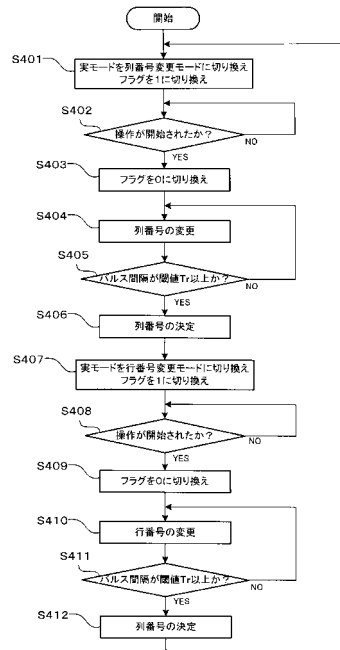 開始
S401
実モードを列番号変更モードに切り換え
フラグを1に切り換え
S402
操作が開始されたか?
NO
YES
S403
フラグを0に切り換え
S404
列番号の変更
S405
パルス間隔が閾値Tr以上か?
NO
YES
S406
列番号の決定
S407
実モードを行番号変更モードに切り換え
フラグを1に切り換え
S408
操作が開始されたか?
NO
YES
S409
フラグを0に切り換え
S410
行番号の変更
S411
パルス間隔が閾値Tr以上か?
NO
YES
S412
列番号の決定